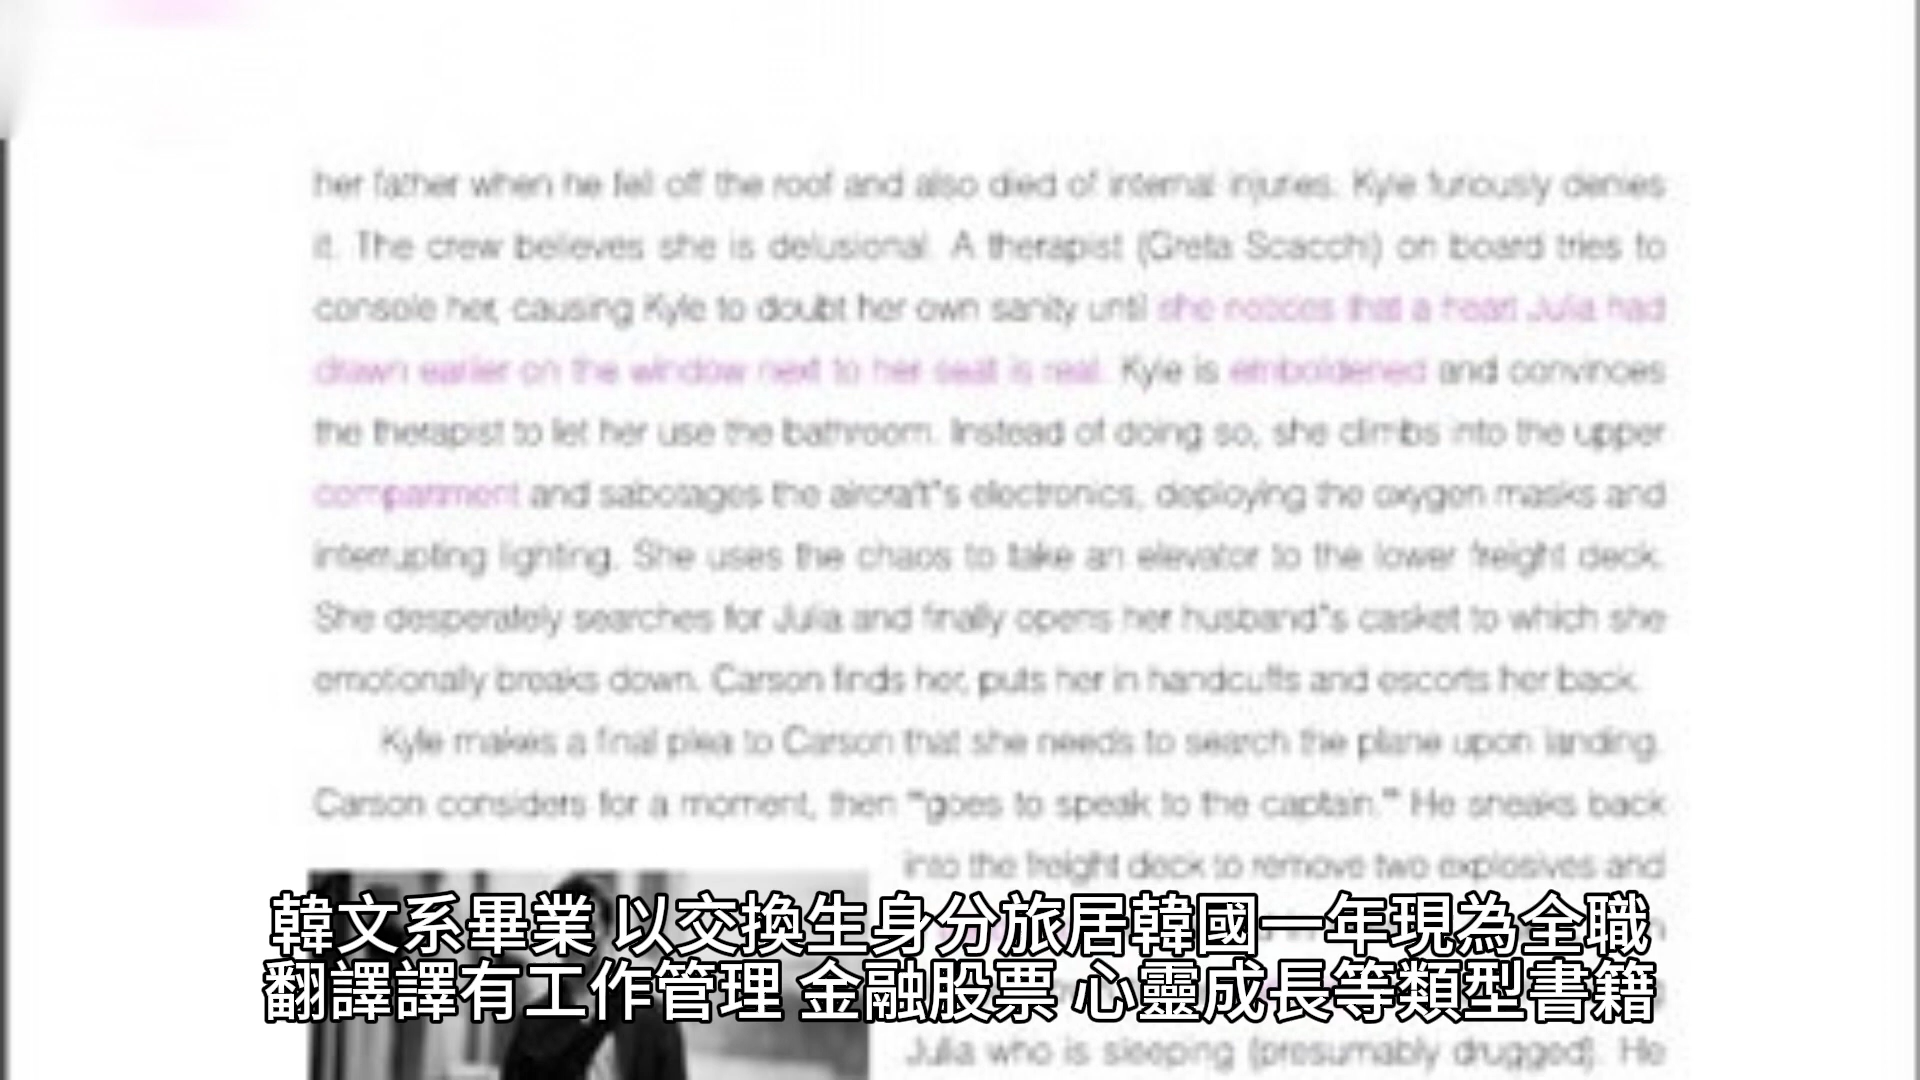 her father when he fell off the roof and also died of internal injuries. Kyle furiously denies
it. The crew believes she is delusional. A therapist (Greta Scacchi) on board tries to
console her, causing Kyle to doubt her own sanity until she notices that a heart Julia had
drawn earlier on the window next to her seat is real. Kyle is emboldened and convinces
the therapist to let her use the bathroom. Instead of doing so, she climbs into the upper
compartment and sabotages the aircraft"s electronics, deploying the oxygen masks and
interrupting lighting. She uses the chaos to take an elevator to the lower freight deck.
She desperately searches for Julia and finally opens her husband"s casket to which she
emotionally breaks down. Carson finds her, puts her in handcuffs and escorts her back.
Kyle makes a final plea to Carson that she needs to search the plane upon landing.
Carson considers for a moment, then "'goes to speak to the captain.'" He sneaks back
into the freight deck to remove two explosives and
韓文系畢業 以交換生身分旅居韓國一年現為全職
翻譯譯有工作管理 金融股票 心靈成長等類型書籍
Julia who is sleeping (presumably drugged). He